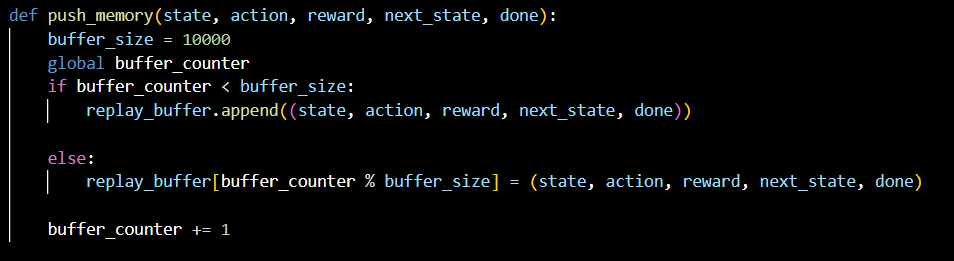 def push_memory(state, action, reward, next_state, done):
    buffer_size = 10000
    global buffer_counter
    if buffer_counter < buffer_size:
        replay_buffer.append((state, action, reward, next_state, done))
    else:
        replay_buffer[buffer_counter % buffer_size] = (state, action, reward, next_state, done)
    buffer_counter += 1